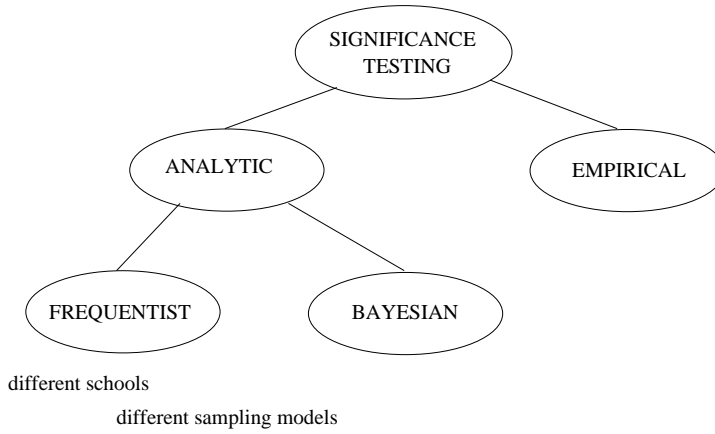 SIGNIFICANCE
TESTING
ANALYTIC
EMPIRICAL
FREQUENTIST
BAYESIAN
different schools
different sampling models